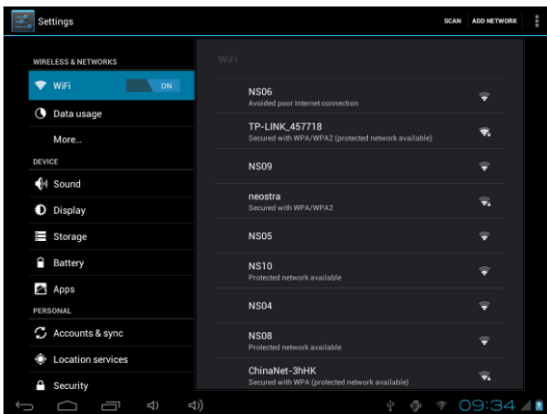 Settings
SCAN
ADD NETWORK
WIRELESS & NETWORKS
WiFi
ON
Data usage
More...
DEVICE
Sound
Display
Storage
Battery
Apps
PERSONAL
Accounts & sync
Location services
Security
WiFi
NS06
Avoided poor Internet connection
TP-LINK_457718
Secured with WPA/WPA2 (protected network available)
NS09
neostra
Secured with WPA/WPA2
NS05
NS10
Protected network available
NS04
NS08
Protected network available
ChinaNet-3hHK
Secured with WPA (protected network available)
09:34